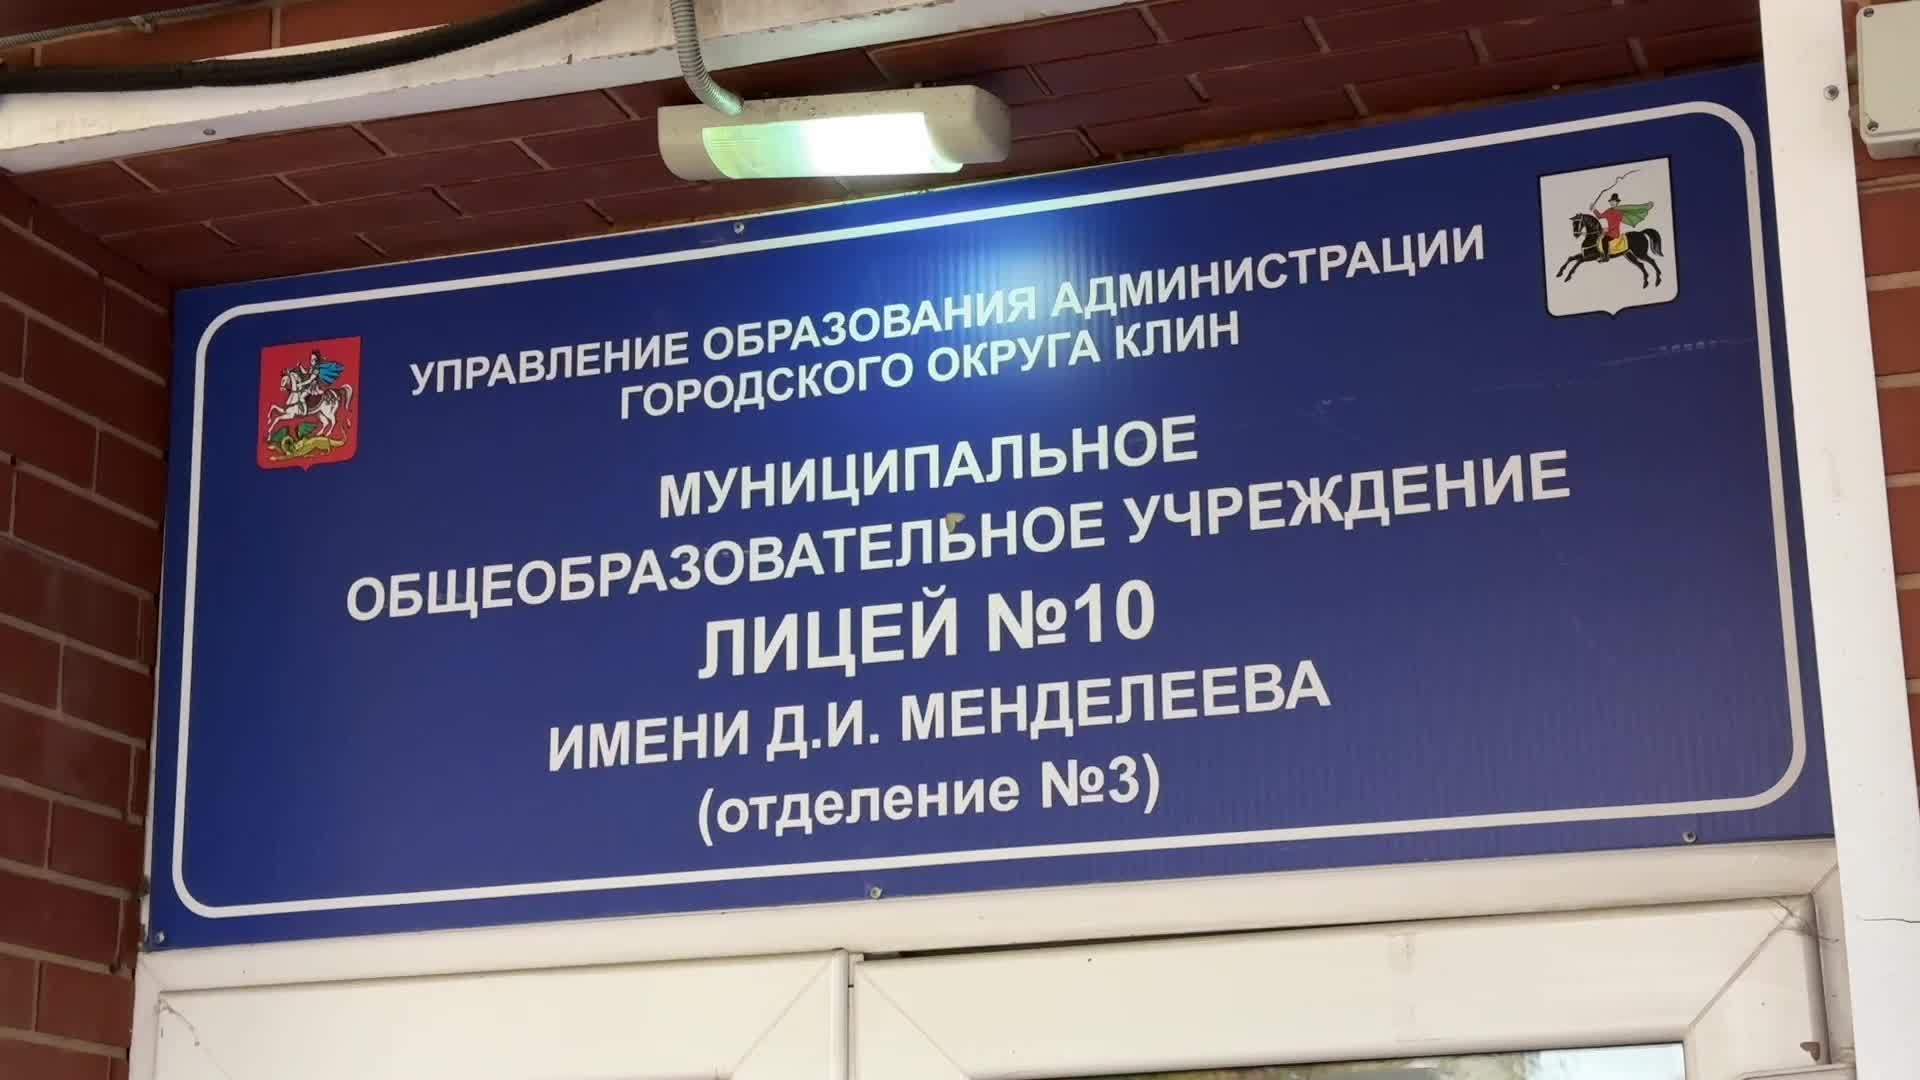 УПРАВЛЕНИЕ ОБРАЗОВАНИЯ АДМИНИСТРАЦИИ
ГОРОДСКОГО ОКРУГА КЛИН
МУНИЦИПАЛЬНОЕ
ОБЩЕОБРАЗОВАТЕЛЬНОЕ УЧРЕЖДЕНИЕ
ЛИЦЕЙ №10
ИМЕНИ Д.И. МЕНДЕЛЕЕВА
(отделение №3)